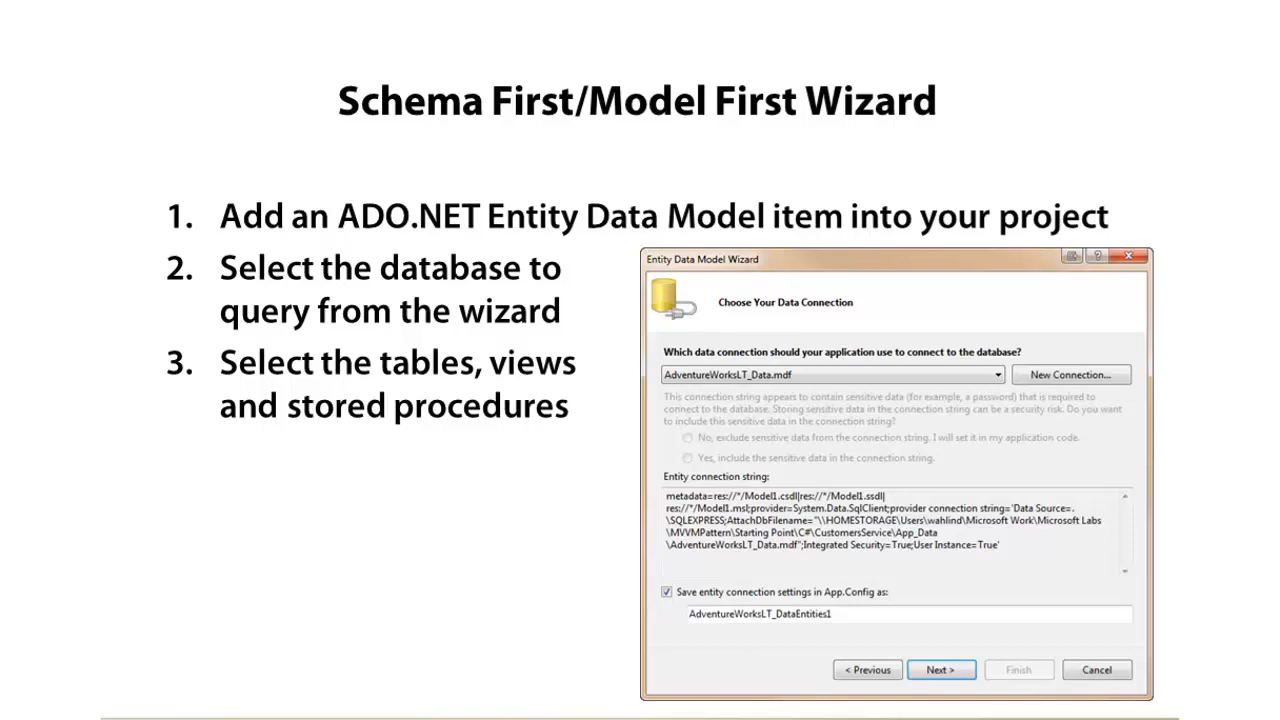 Schema First/Model First Wizard
1. Add an ADO.NET Entity Data Model item into your project
2. Select the database to
query from the wizard
3. Select the tables, views
and stored procedures
Entity Data Model Wizard
Choose Your Data Connection
Which data connection should your application use to connect to the database?
AdventureWorksLT_Data.mdf
New Connection...
This connection string appears to contain sensitive data (for example, a password) that is required to
connect to the database. Storing sensitive data in the connection string can be a security risk. Do you want
to include this sensitive data in the connection string?
No, exclude sensitive data from the connection string. I will set it in my application code.
Yes, include the sensitive data in the connection string.
Entity connection string:
metadata=res://*/Model1.csdl|res://*/Model1.ssdl|
res://*/Model1.msl;provider=System.Data.SqlClient;provider connection string='Data Source=.
\SQLEXPRESS;AttachDbFilename="\\HOMESTORAGE\Users\wahlind\Microsoft Work\Microsoft Labs
\MVVMPattern\Starting Point\C#\CustomersService\App_Data
\AdventureWorksLT_Data.mdf";Integrated Security=True;User Instance=True'
Save entity connection settings in App.Config as:
AdventureWorksLT_DataEntities1
< Previous
Next >
Finish
Cancel